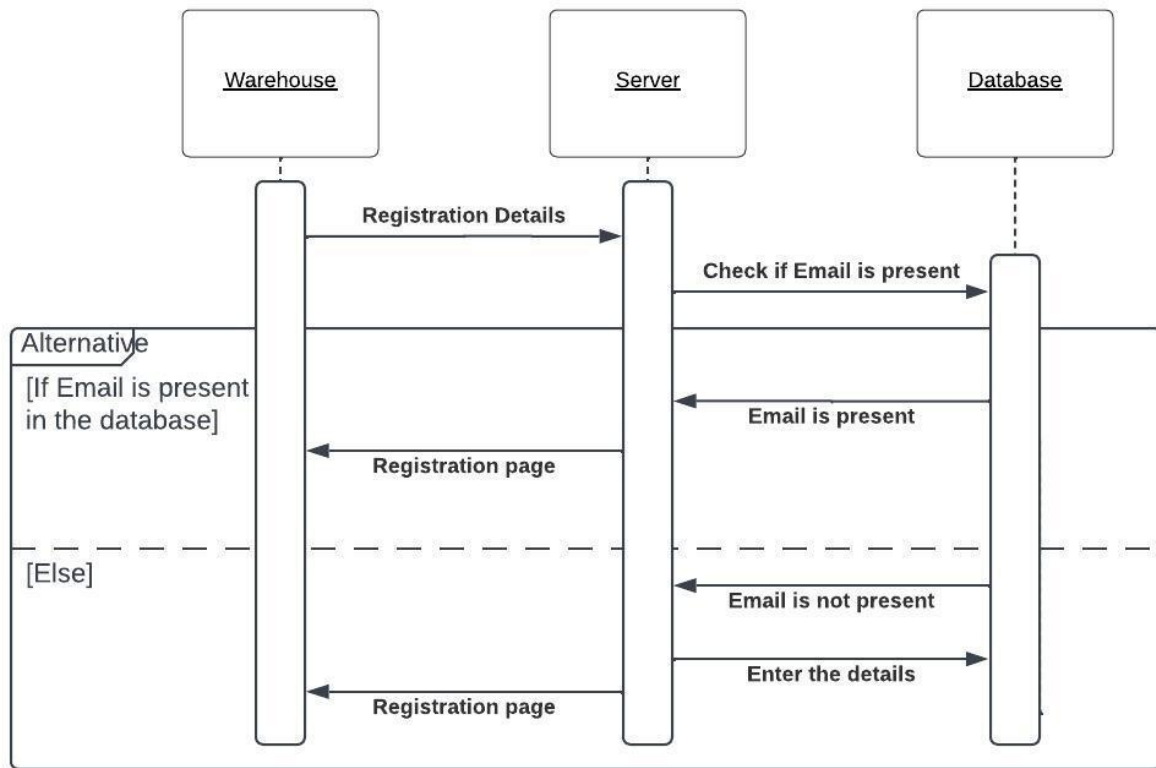 Warehouse
Server
Database
Registration Details
Check if Email is present
Alternative
[If Email is present
in the database]
Email is present
Registration page
[Else]
Email is not present
Enter the details
Registration page